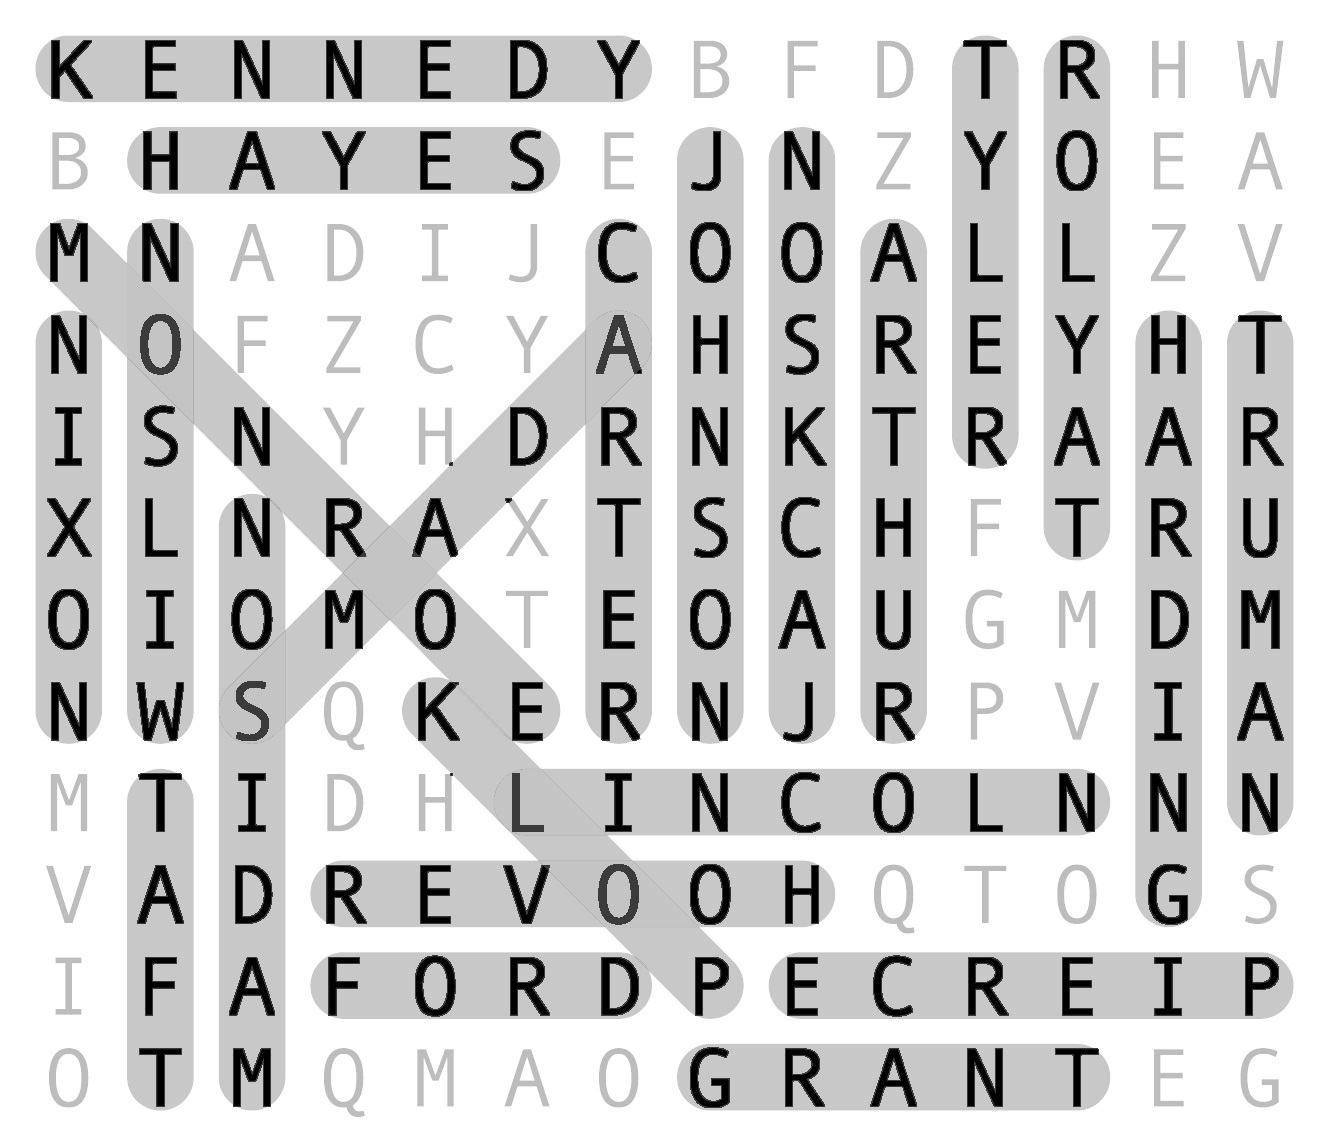 K E N N E D Y B F D T R H W
B H A Y E S E J N Z Y O E A
M N A D I J C O O A L L Z V
N O F Z C Y A H S R E Y H T
I S N Y H D R N K T R A A R
X L N R A X T S C H F T R U
O I O M O T E O A U G M D M
N W S Q K E R N J R P V I A
M T I D H L I N C O L N N N
V A D R E V O O H Q T O G S
I F A F O R D P E C R E I P
O T M Q M A O G R A N T E G